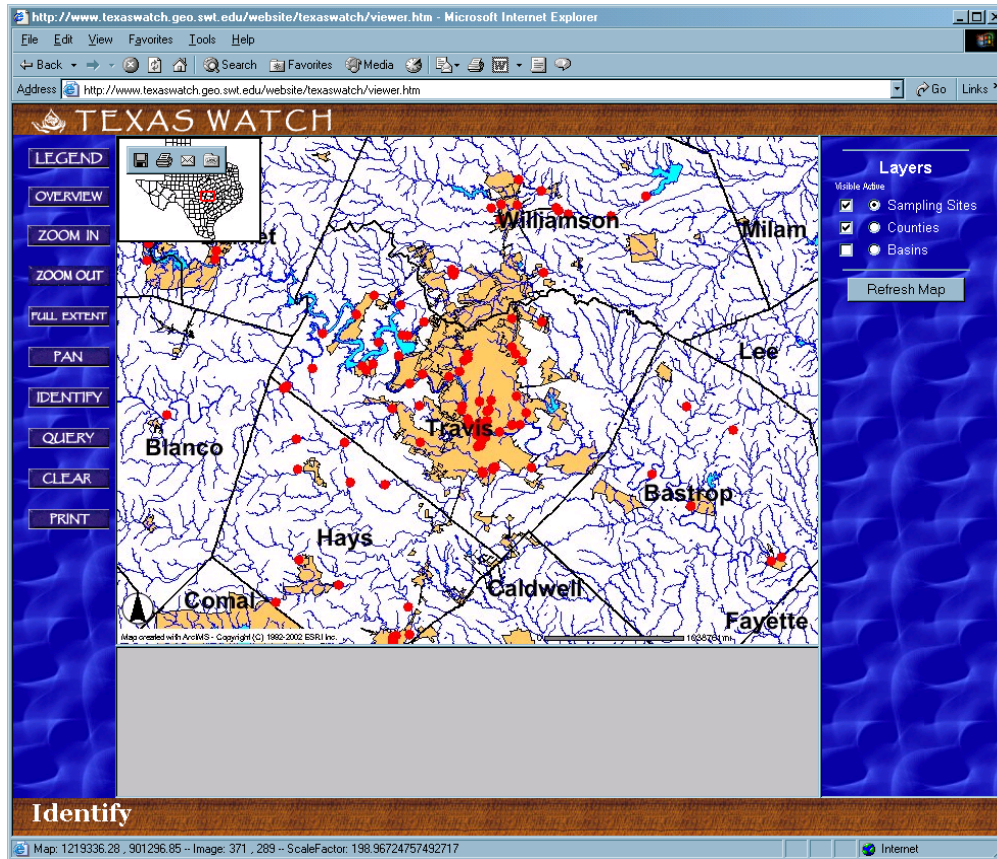 http://www.texaswatch.geo.swt.edu/website/texaswatch/viewer.htm - Microsoft Internet Explorer
File Edit View Favorites Tools Help
Back Search Favorites Media
Address http://www.texaswatch.geo.swt.edu/website/texaswatch/viewer.htm Go Links
TEXAS WATCH
LEGEND
OVERVIEW
ZOOM IN
ZOOM OUT
FULL EXTENT
PAN
IDENTIFY
QUERY
CLEAR
PRINT
Williamson
Milam
Lee
Travis
Blanco
Bastrop
Hays
Caldwell
Comal
Fayette
Map created with ArcIMS - Copyright (C) 1992-2002 ESRI Inc.
0
Layers
Visible Active
Sampling Sites
Counties
Basins
Refresh Map
Identify
Map: 1219336.28 , 901296.85 -- Image: 371 , 289 -- ScaleFactor: 198.96724757492717
Internet